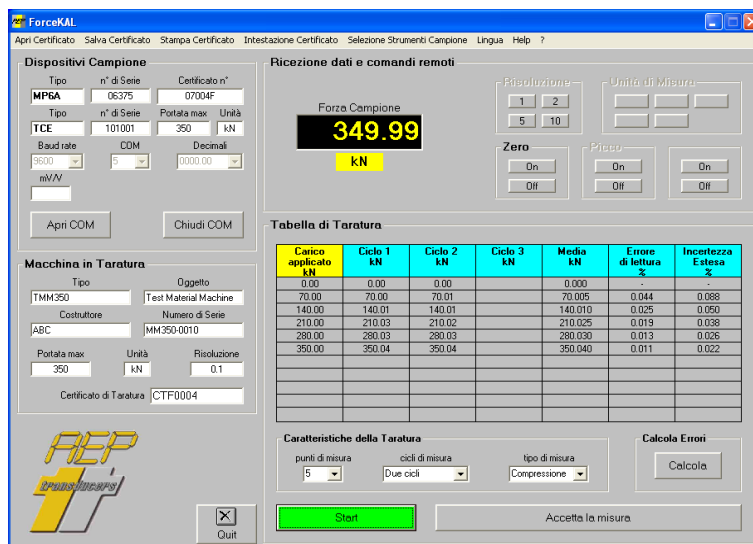 ForceKAL
Apri Certificato Salva Certificato Stampa Certificato Intestazione Certificato Selezione Strumenti Campione Lingua Help ?
Dispositivi Campione
Tipo n° di Serie Certificato n°
MP6A 06375 07004F
Tipo n° di Serie Portata max Unità
TCE 101001 350 kN
Baud rate COM Decimali
9600 5 0000.00
mV/V
Apri COM Chiudi COM
Ricezione dati e comandi remoti
Forza Campione
349.99
kN
Risoluzione
1 2
5 10
Unità di Misura
Zero Picco
On On On
Off Off Off
Macchina in Taratura
Tipo Oggetto
TMM350 Test Material Machine
Costruttore Numero di Serie
ABC MM350-0010
Portata max Unità Risoluzione
350 kN 0.1
Certificato di Taratura CTF0004
Tabella di Taratura
Carico Ciclo 1 Ciclo 2 Ciclo 3 Media Errore Incertezza
applicato kN kN kN kN di lettura Estesa
kN % %
0.00 0.00 0.00 0.000 - -
70.00 70.00 70.01 70.005 0.044 0.088
140.00 140.01 140.01 140.010 0.025 0.050
210.00 210.03 210.02 210.025 0.019 0.038
280.00 280.03 280.03 280.030 0.013 0.026
350.00 350.04 350.04 350.040 0.011 0.022
Caratteristiche della Taratura
punti di misura cicli di misura tipo di misura
5 Due cicli Compressione
Calcola Errori
Calcola
AEP
transducers
Quit
Start Accetta la misura